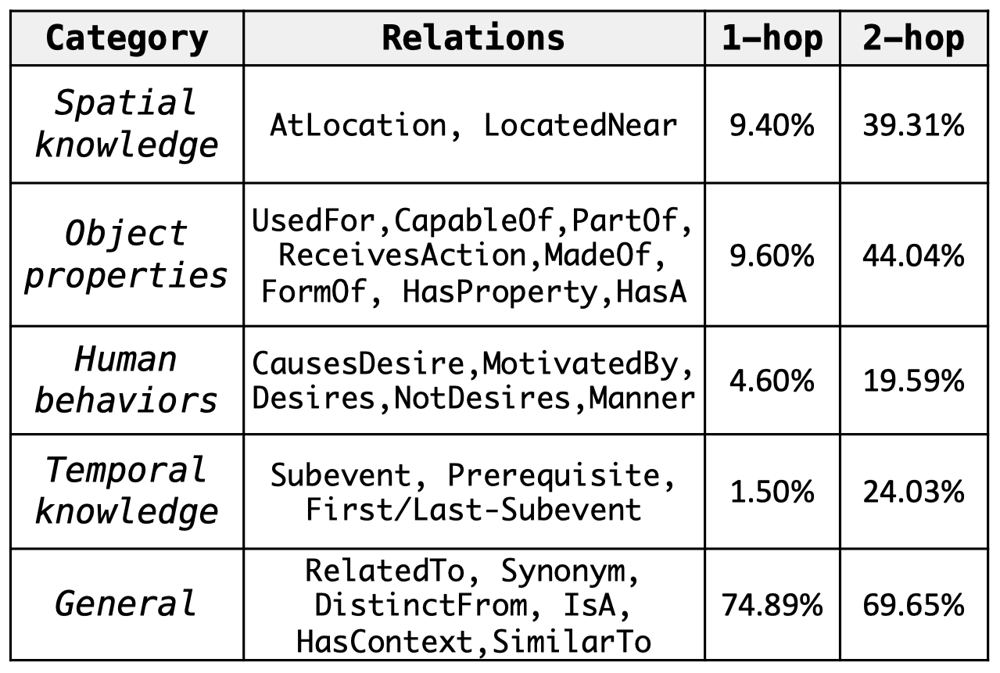 Category Relations 1-hop 2-hop
Spatial
knowledge
AtLocation, LocatedNear
9.40%
39.31%
Object
properties
UsedFor,CapableOf,PartOf,
ReceivesAction,MadeOf,
FormOf, HasProperty,HasA
9.60%
44.04%
Human
behaviors
CausesDesire,MotivatedBy,
Desires,NotDesires,Manner
4.60%
19.59%
Temporal
knowledge
Subevent, Prerequisite,
First/Last-Subevent
1.50%
24.03%
General
RelatedTo, Synonym,
DistinctFrom, IsA,
HasContext,SimilarTo
74.89%
69.65%